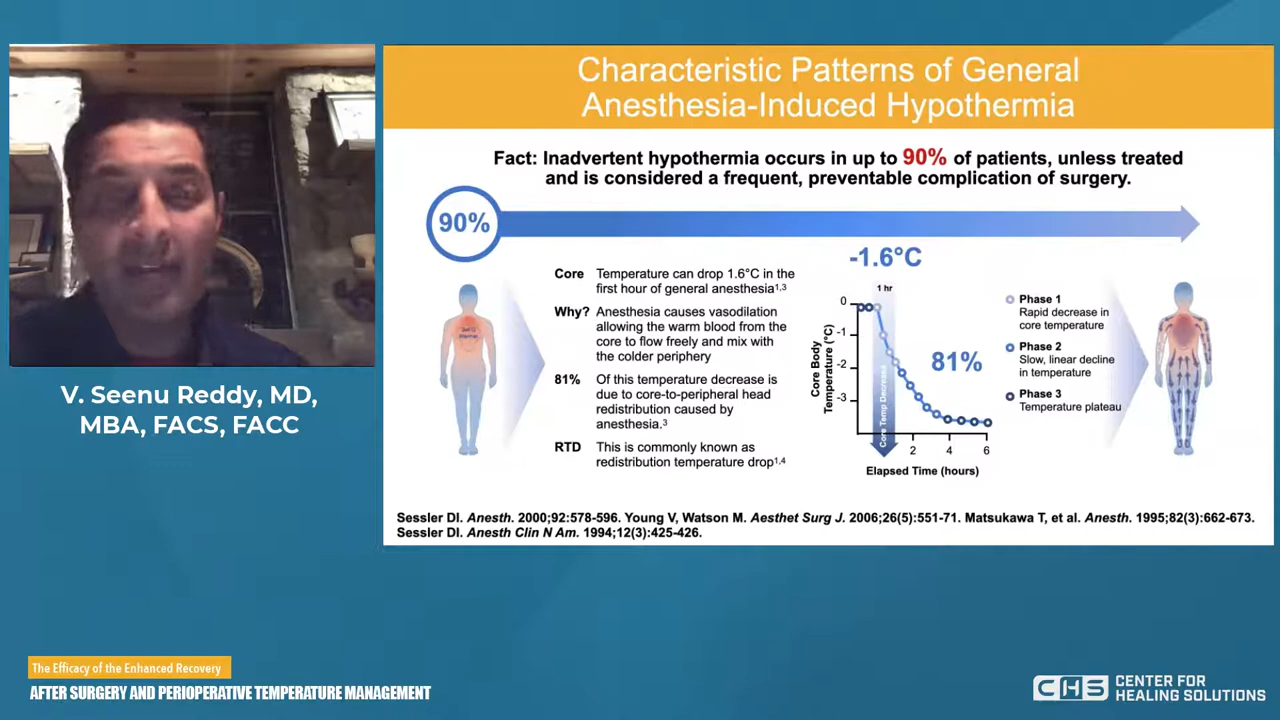 Characteristic Patterns of General
Anesthesia-Induced Hypothermia
Fact: Inadvertent hypothermia occurs in up to 90% of patients, unless treated
and is considered a frequent, preventable complication of surgery.
90%
-1.6°C
Core Temperature can drop 1.6°C in the
first hour of general anesthesia1,3
Why? Anesthesia causes vasodilation
allowing the warm blood from the
core to flow freely and mix with
the colder periphery
81% Of this temperature decrease is
due to core-to-peripheral head
redistribution caused by
anesthesia.3
RTD This is commonly known as
redistribution temperature drop1,4
1 hr
Core Body
Temperature (°C)
0
-1
-2
-3
Core Temp Decrease
81%
2 4 6
Elapsed Time (hours)
Phase 1
Rapid decrease in
core temperature
Phase 2
Slow, linear decline
in temperature
Phase 3
Temperature plateau
Sessler DI. Anesth. 2000;92:578-596. Young V, Watson M. Aesthet Surg J. 2006;26(5):551-71. Matsukawa T, et al. Anesth. 1995;82(3):662-673.
Sessler DI. Anesth Clin N Am. 1994;12(3):425-426.
V. Seenu Reddy, MD,
MBA, FACS, FACC
The Efficacy of the Enhanced Recovery
AFTER SURGERY AND PERIOPERATIVE TEMPERATURE MANAGEMENT
CHS
CENTER FOR
HEALING SOLUTIONS